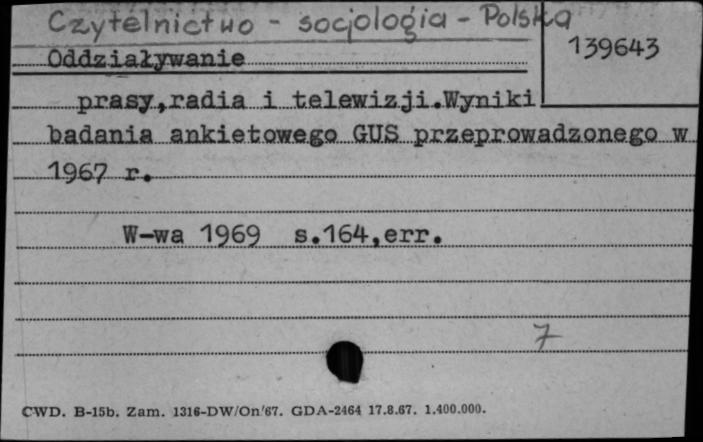 Czytelnictwo - socjologia - Polska
139643
Oddziaływanie
prasy,radia i telewizji.Wyniki
badania ankietowego GUS przeprowadzonego w
1967 r.
W-wa 1969 s.164,err.
7
CWD. B-15b. Zam. 1316-DW/On/67. GDA-2464 17.8.67. 1.400.000.